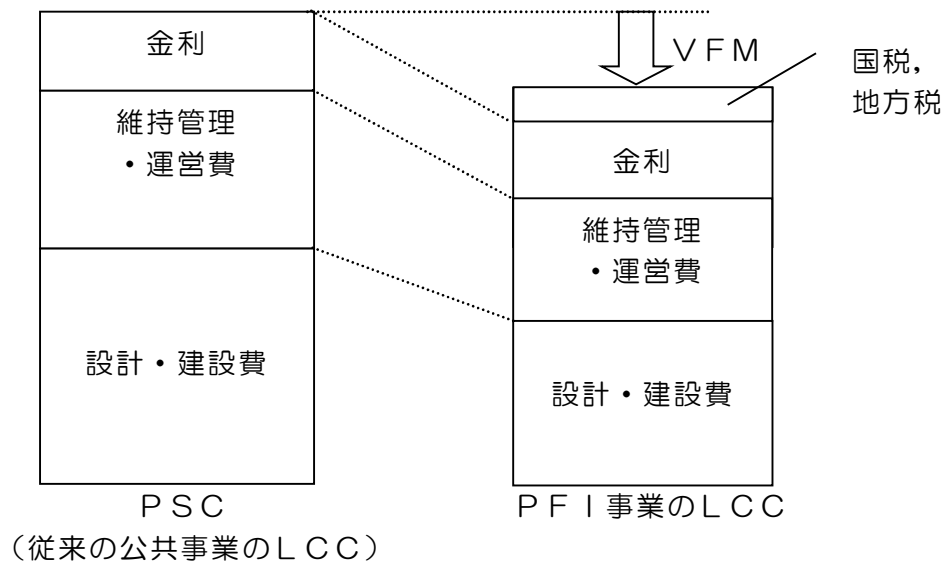 金利
維持管理
・運営費
設計・建設費
PSC
（従来の公共事業のLCC）
VFM
国税，
地方税
金利
維持管理
・運営費
設計・建設費
PFI事業のLCC